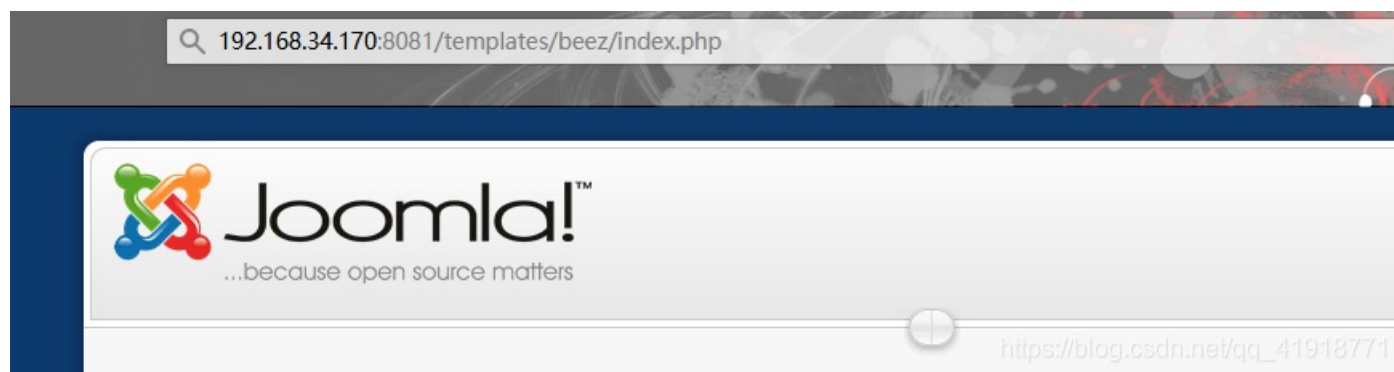 192.168.34.170:8081/templates/beez/index.php
Joomla!™
...because open source matters
https://blog.csdn.net/qq_41918771